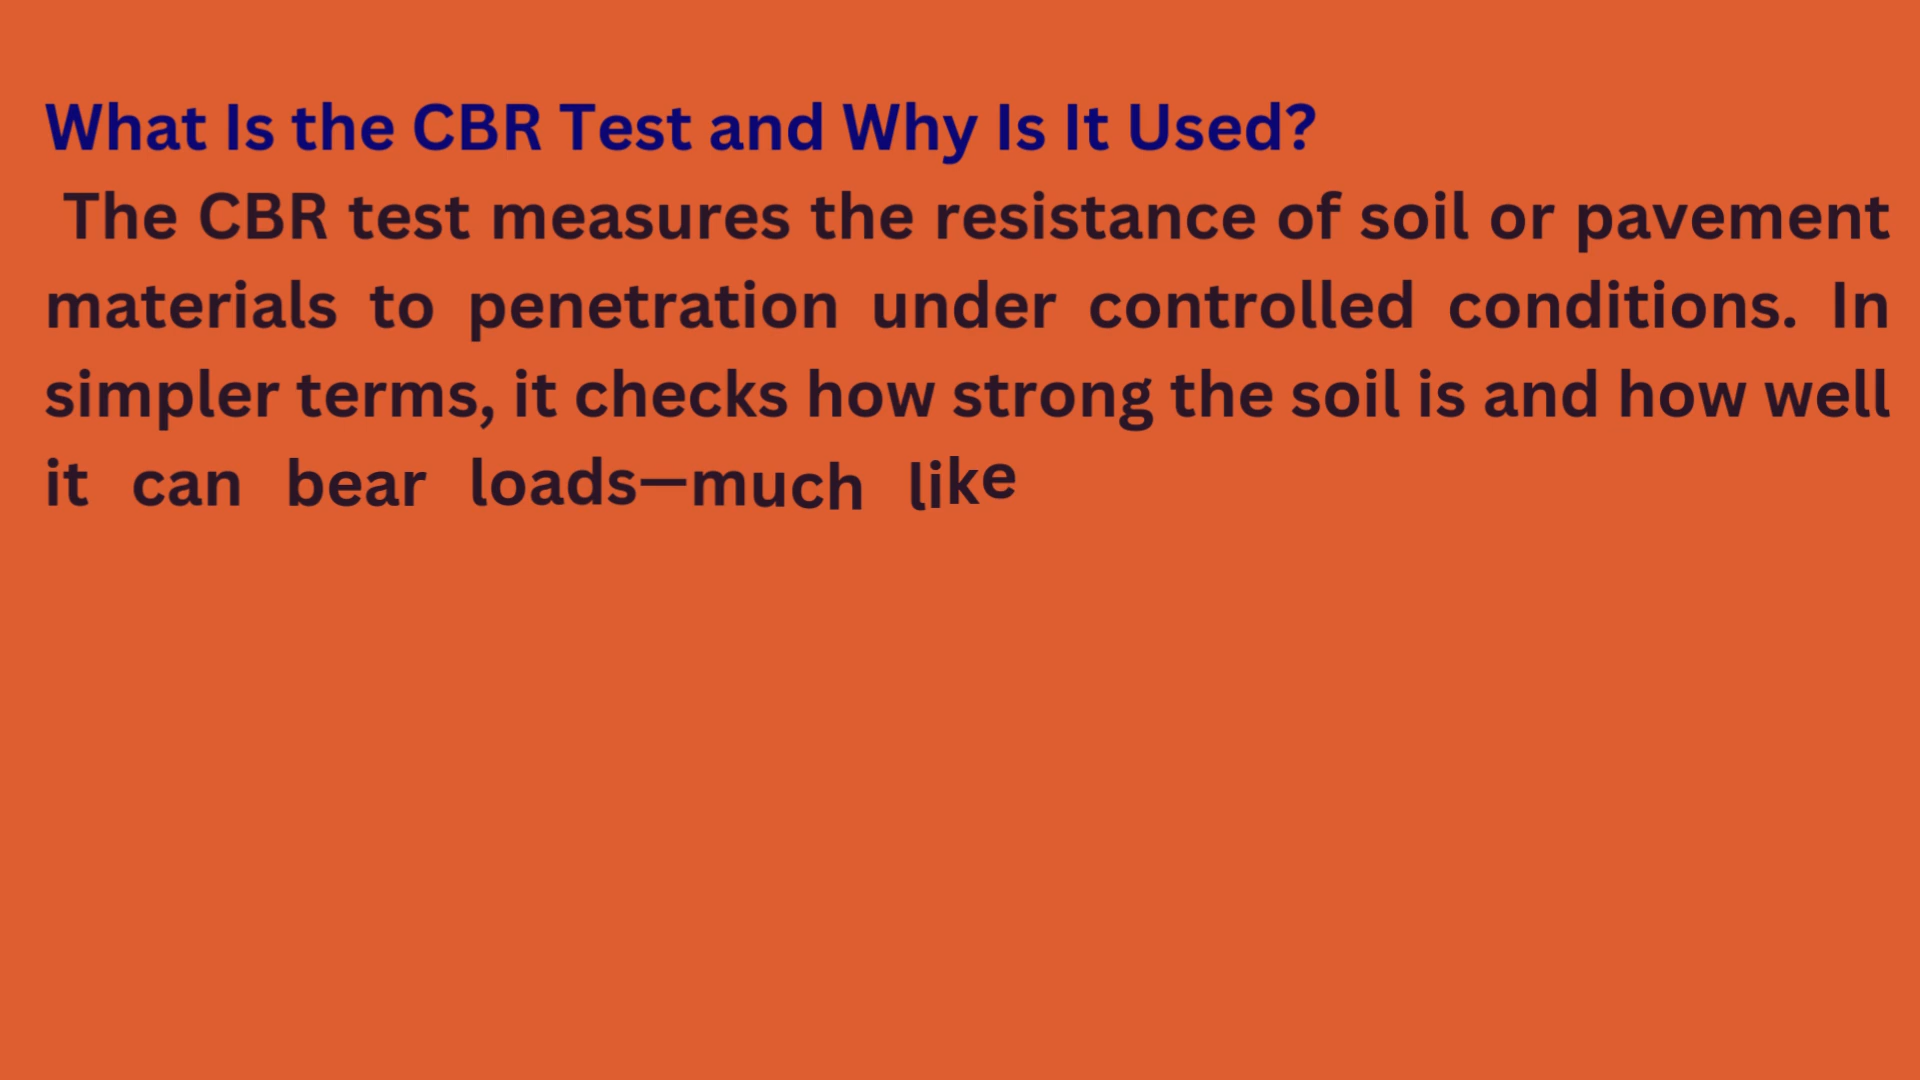 What Is the CBR Test and Why Is It Used?
The CBR test measures the resistance of soil or pavement
materials to penetration under controlled conditions. In
simpler terms, it checks how strong the soil is and how well
it can bear loads—much like